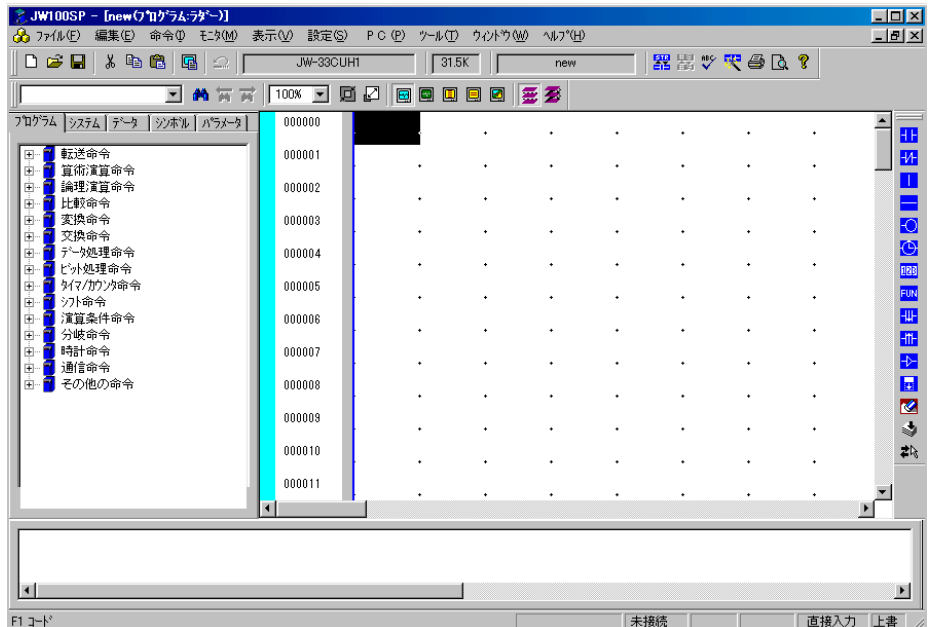 JW100SP - [new(ﾌﾟﾛｸﾞﾗﾑ:ﾗﾀﾞｰ)]
ﾌｧｲﾙ(F) 編集(E) 命令(I) ﾓﾆﾀ(M) 表示(V) 設定(S) ＰＣ(P) ﾂｰﾙ(T) ｳｨﾝﾄﾞｳ(W) ﾍﾙﾌﾟ(H)
JW-33CUH1 31.5K new
100%
ﾌﾟﾛｸﾞﾗﾑ ｼｽﾃﾑ ﾃﾞｰﾀ ｼﾝﾎﾞﾙ ﾊﾟﾗﾒｰﾀ
転送命令
算術演算命令
論理演算命令
比較命令
変換命令
交換命令
ﾃﾞｰﾀ処理命令
ﾋﾞｯﾄ処理命令
ﾀｲﾏ/ｶｳﾝﾀ命令
ｼﾌﾄ命令
演算条件命令
分岐命令
時計命令
通信命令
その他の命令
000000
000001
000002
000003
000004
000005
000006
000007
000008
000009
000010
000011
ABC
123
FUN
F1 ｺｰﾄﾞ 未接続 直接入力 上書